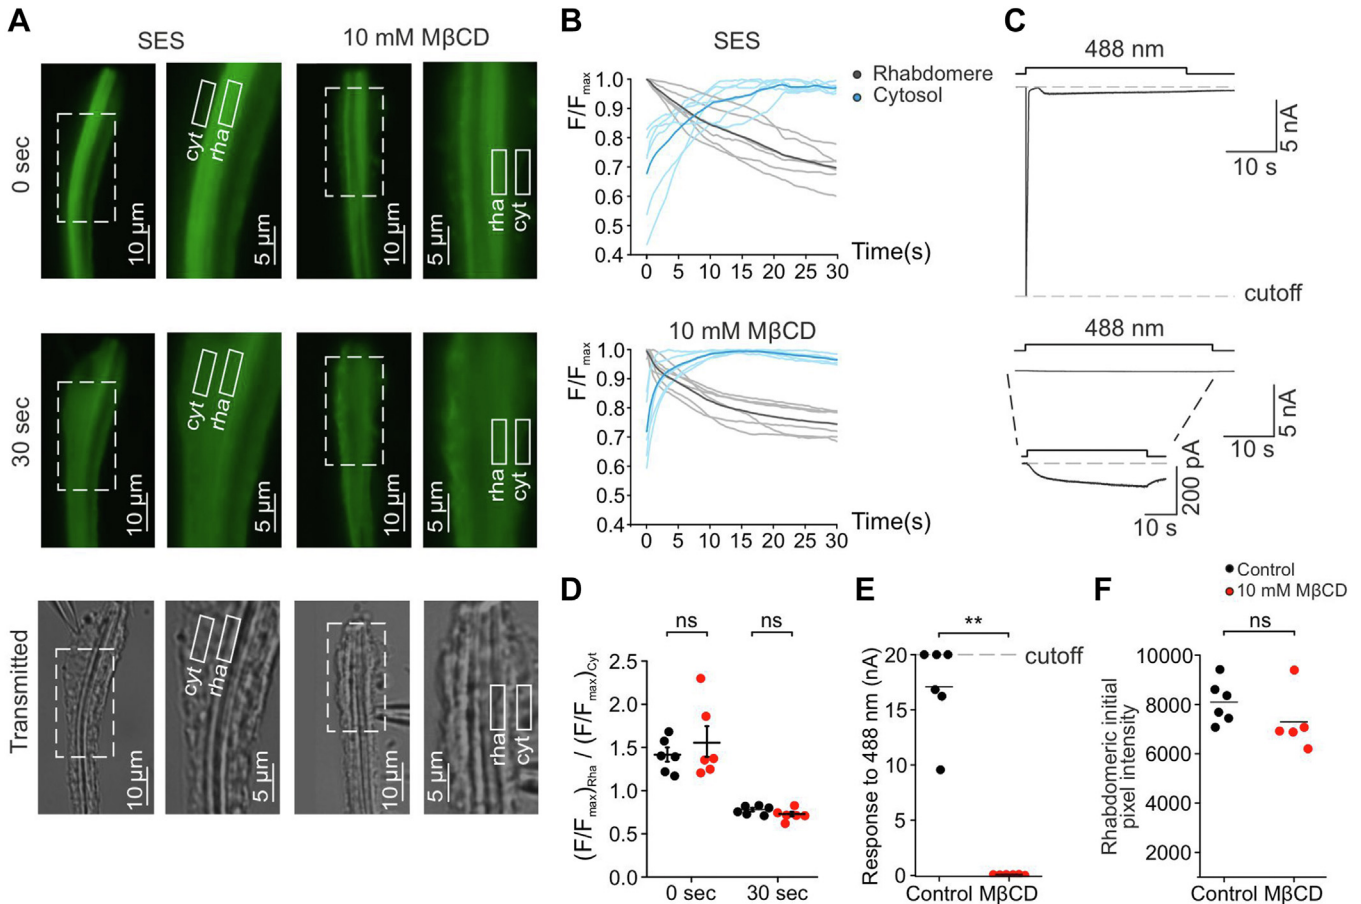 A
SES
10 mM MβCD
0 sec
cyt
rha
10 µm
5 µm
10 µm
rha
cyt
5 µm
30 sec
cyt
rha
10 µm
5 µm
10 µm
rha
cyt
5 µm
Transmitted
cyt
rha
10 µm
5 µm
10 µm
rha
cyt
5 µm
B
SES
F/Fmax
1.0
0.9
0.8
0.7
0.6
0.5
0.4
0 5 10 15 20 25 30
Time(s)
Rhabdomere
Cytosol
10 mM MβCD
F/Fmax
1.0
0.9
0.8
0.7
0.6
0.5
0.4
0 5 10 15 20 25 30
Time(s)
C
488 nm
5 nA
10 s
cutoff
488 nm
5 nA
10 s
200 pA
10 s
D
ns
ns
(F/Fmax)Rha / (F/Fmax)Cyt
2.5
2.0
1.5
1.0
0.5
0.0
0 sec 30 sec
E
**
cutoff
Response to 488 nm (nA)
20
15
10
5
0
Control MβCD
F
Control
10 mM MβCD
ns
Rhabdomeric initial
pixel intensity
10000
8000
6000
8000
4000
2000
Control MβCD